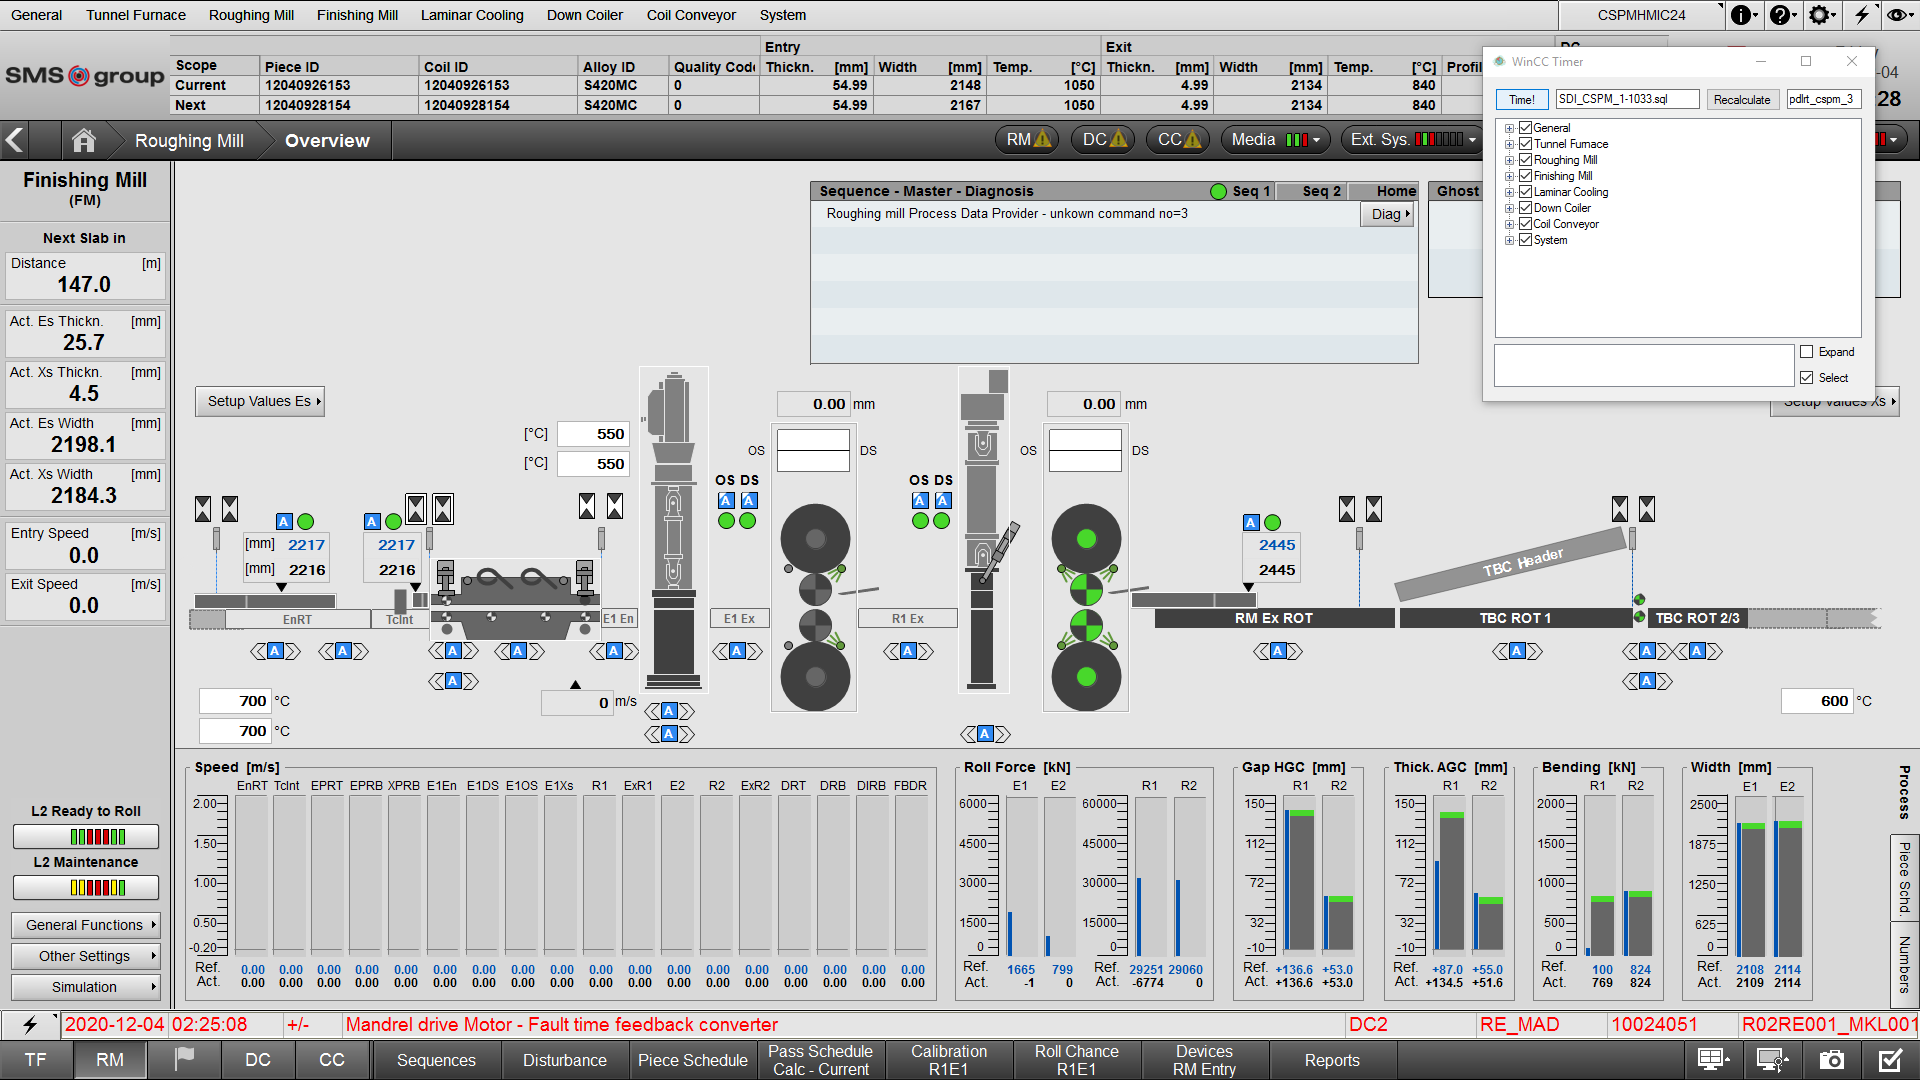 General Tunnel Furnace Roughing Mill Finishing Mill Laminar Cooling Down Coiler Coil Conveyor System CSPMHMIC24
SMS group
Entry Exit
Scope Piece ID Coil ID Alloy ID Quality Code Thickn. [mm] Width [mm] Temp. [°C] Thickn. [mm] Width [mm] Temp. [°C] Profil
Current 12040926153 12040926153 S420MC 0 54.99 2148 1050 4.99 2134 840
Next 12040928154 12040928154 S420MC 0 54.99 2167 1050 4.99 2134 840
-04
28
WinCC Timer
Time! SDI_CSPM_1-1033.sql Recalculate pdlrt_cspm_3
General
Tunnel Furnace
Roughing Mill
Finishing Mill
Laminar Cooling
Down Coiler
Coil Conveyor
System
Expand
Select
Roughing Mill Overview RM DC CC Media Ext. Sys.
Finishing Mill
(FM)
Next Slab in
Distance [m]
147.0
Act. Es Thickn. [mm]
25.7
Act. Xs Thickn. [mm]
4.5
Act. Es Width [mm]
2198.1
Act. Xs Width [mm]
2184.3
Entry Speed [m/s]
0.0
Exit Speed [m/s]
0.0
L2 Ready to Roll
L2 Maintenance
General Functions
Other Settings
Simulation
Sequence - Master - Diagnosis Seq 1 Seq 2 Home
Roughing mill Process Data Provider - unkown command no=3 Diag
Ghost
Setup Values Es
Setup Values Xs
0.00 mm
0.00 mm
[°C] 550
[°C] 550
OS DS
OS DS
OS DS
OS DS
A A
A A
A
A
A
[mm] 2217
[mm] 2216
2217
2216
2445
2445
TBC Header
EnRT TcInt E1 En E1 Ex R1 Ex RM Ex ROT TBC ROT 1 TBC ROT 2/3
A A A A A A A A A A A
A A
700 °C
700 °C
0 m/s
A
A
A
600 °C
Speed [m/s]
EnRT TcInt EPRT EPRB XPRB E1En E1DS E1OS E1Xs R1 ExR1 E2 R2 ExR2 DRT DRB DIRB FBDR
2.00
1.50
1.00
0.50
-0.20
Ref. 0.00 0.00 0.00 0.00 0.00 0.00 0.00 0.00 0.00 0.00 0.00 0.00 0.00 0.00 0.00 0.00 0.00 0.00
Act. 0.00 0.00 0.00 0.00 0.00 0.00 0.00 0.00 0.00 0.00 0.00 0.00 0.00 0.00 0.00 0.00 0.00 0.00
Roll Force [kN]
E1 E2 R1 R2
6000 60000
4500 45000
3000 30000
1500 15000
0 0
Ref. 1665 799 Ref. 29251 29060
Act. -1 0 Act. -6774 0
Gap HGC [mm]
R1 R2
150
112
72
32
-10
Ref. +136.6 +53.0
Act. +136.6 +53.0
Thick. AGC [mm]
R1 R2
150
112
72
32
-10
Ref. +87.0 +55.0
Act. +134.5 +51.6
Bending [kN]
R1 R2
2000
1500
1000
500
0
Ref. 100 824
Act. 769 824
Width [mm]
E1 E2
2500
1875
1250
625
0
Ref. 2108 2114
Act. 2109 2114
Process
Piece Schd.
Numbers
2020-12-04 02:25:08 +/- Mandrel drive Motor - Fault time feedback converter DC2 RE_MAD 10024051 R02RE001_MKL001
TF RM DC CC Sequences Disturbance Piece Schedule Pass Schedule Calibration Roll Chance Devices Reports
Calc - Current R1E1 R1E1 RM Entry